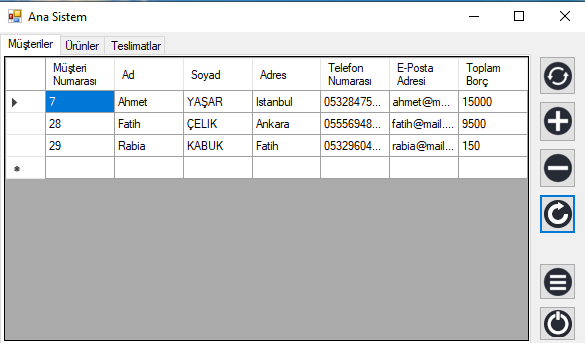 Ana Sistem
Müşteriler Ürünler Teslimatlar
Müşteri Numarası Ad Soyad Adres Telefon Numarası E-Posta Adresi Toplam Borç
7 Ahmet YAŞAR Istanbul 05328475... ahmet@m... 15000
28 Fatih ÇELIK Ankara 05556948... fatih@mail.... 9500
29 Rabia KABUK Fatih 05329604... rabia@mail.... 150